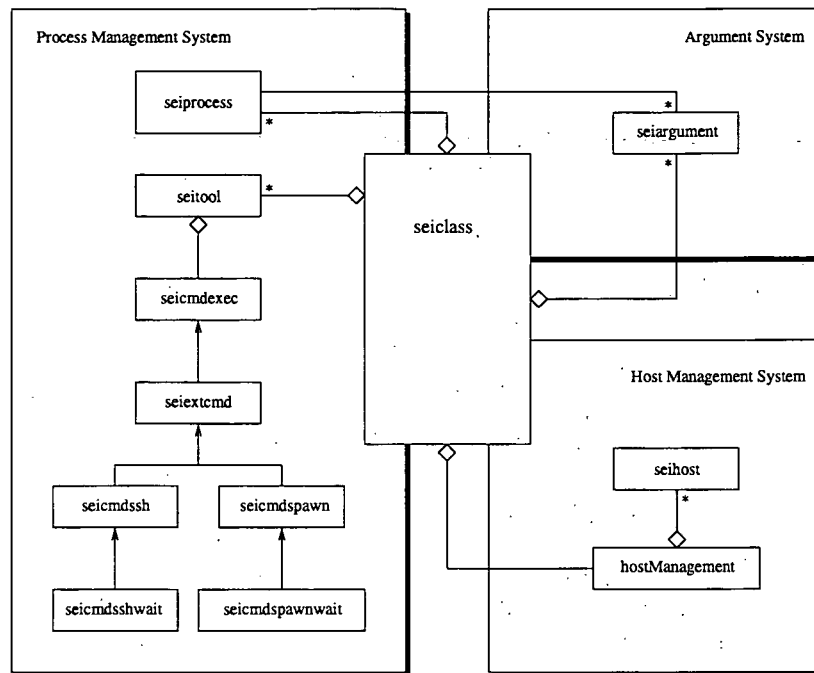 Process Management System
Argument System
seiprocess
*
*
seiargument
*
seitool
*
seiclass
seicmdexec
Host Management System
seiextcmd
seihost
*
seicmdssh
seicmdspawn
hostManagement
seicmdsshwait
seicmdspawnwait